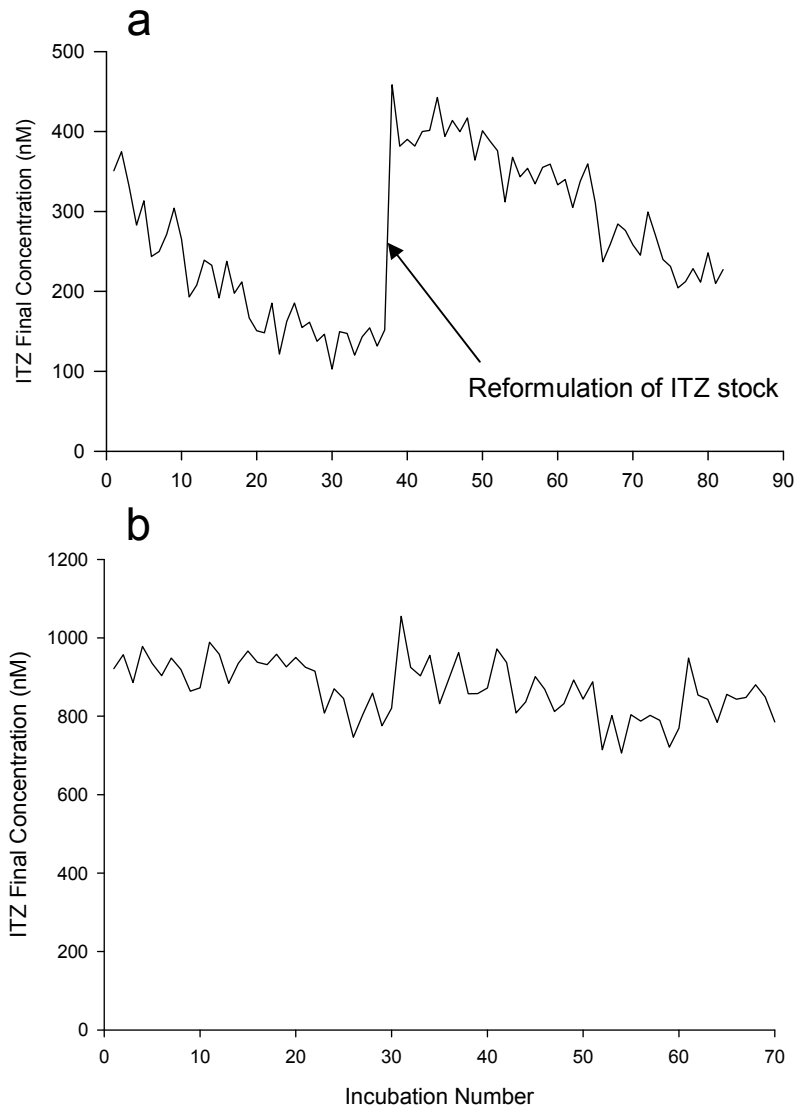 a
ITZ Final Concentration (nM)
500
400
300
200
100
0
Reformulation of ITZ stock
0 10 20 30 40 50 60 70 80 90
b
ITZ Final Concentration (nM)
1200
1000
800
600
400
200
0
0 10 20 30 40 50 60 70
Incubation Number